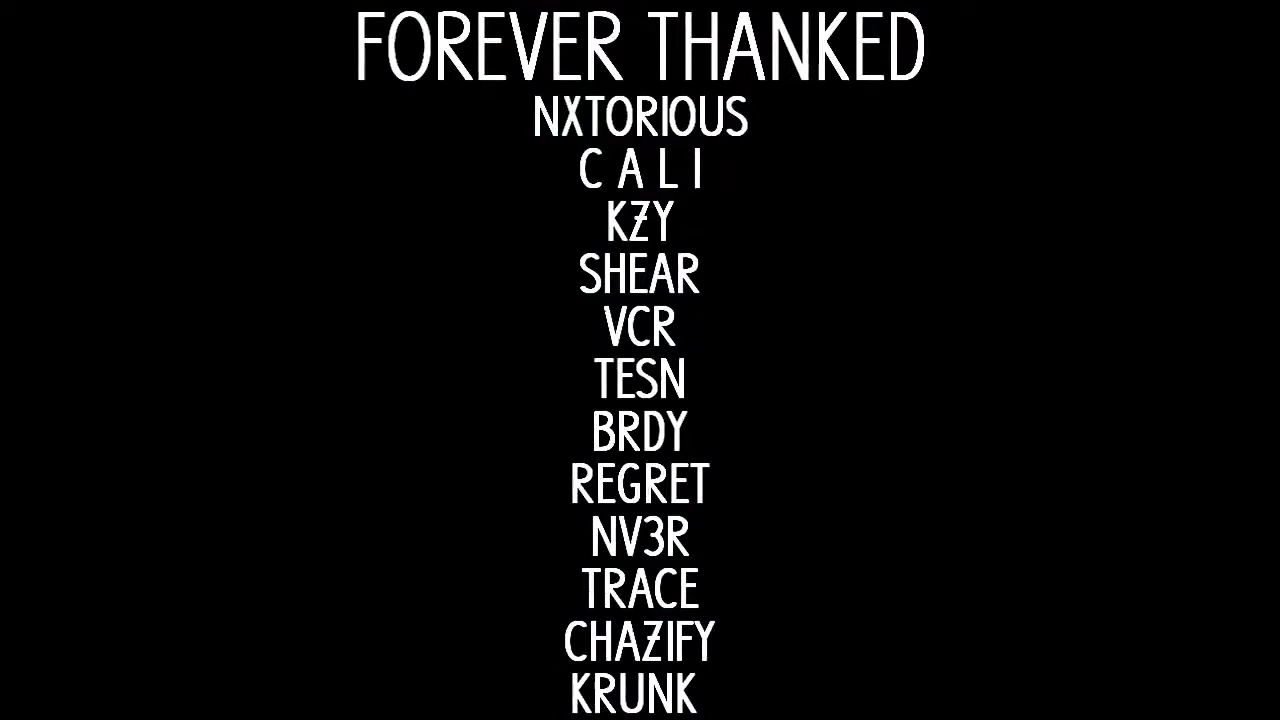 FOREVER THANKED
NXTORIOUS
C A L I
KZY
SHEAR
VCR
TESN
BRDY
REGRET
NV3R
TRACE
CHAZIFY
KRUNK